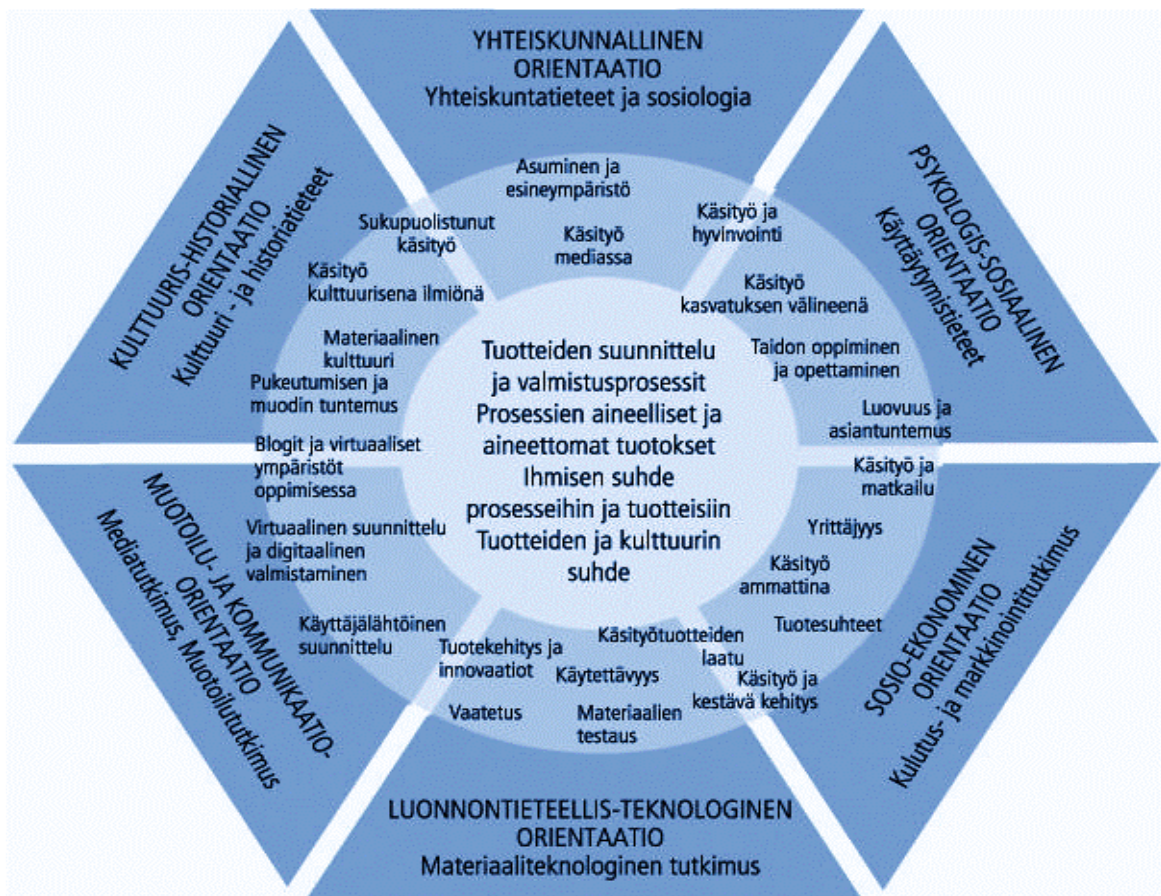 YHTEISKUNNALLINEN
ORIENTAATIO
Yhteiskuntatieteet ja sosiologia
PSYKOLOGIS-SOSIAALINEN
ORIENTAATIO
Käyttäytymistieteet
SOSIO-EKONOMINEN
ORIENTAATIO
Kulutus- ja markkinointitutkimus
LUONNONTIETEELLIS-TEKNOLOGINEN
ORIENTAATIO
Materiaaliteknologinen tutkimus
MUOTOILU- JA KOMMUNIKAATIO-
ORIENTAATIO
Mediatutkimus, Muotoilututkimus
KULTTUURIS-HISTORIALLINEN
ORIENTAATIO
Kulttuuri - ja historiatieteet
Asuminen ja
esineympäristö
Käsityö
mediassa
Käsityö ja
hyvinvointi
Käsityö
kasvatuksen välineenä
Taidon oppiminen
ja opettaminen
Luovuus ja
asiantuntemus
Käsityö ja
matkailu
Yrittäjyys
Käsityö
ammattina
Tuotesuhteet
Käsityötuotteiden
laatu
Käsityö ja
kestävä kehitys
Käytettävyys
Materiaalien
testaus
Tuotekehitys ja
innovaatiot
Vaatetus
Käyttäjälähtöinen
suunnittelu
Virtuaalinen suunnittelu
ja digitaalinen
valmistaminen
Blogit ja virtuaaliset
ympäristöt
oppimisessa
Pukeutumisen ja
muodin tuntemus
Materiaalinen
kulttuuri
Käsityö
kulttuurisena ilmiönä
Sukupuolistunut
käsityö
Tuotteiden suunnittelu
ja valmistusprosessit
Prosessien aineelliset ja
aineettomat tuotokset
Ihmisen suhde
prosesseihin ja tuotteisiin
Tuotteiden ja kulttuurin
suhde